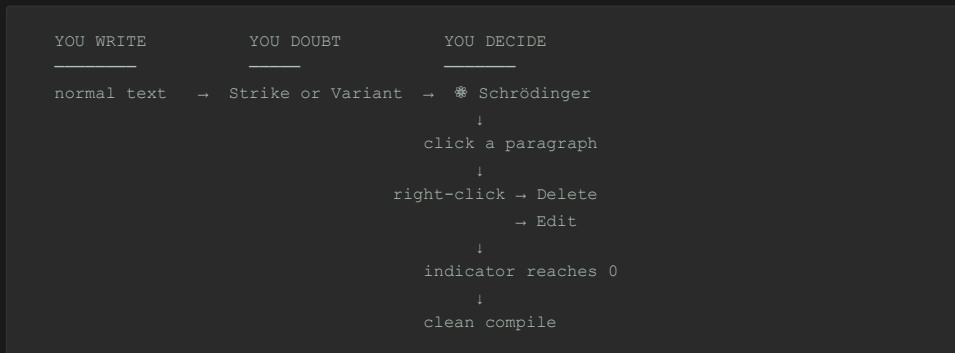 YOU WRITE YOU DOUBT YOU DECIDE
normal text → Strike or Variant → ⚛ Schrödinger
↓
click a paragraph
↓
right-click → Delete
→ Edit
↓
indicator reaches 0
↓
clean compile